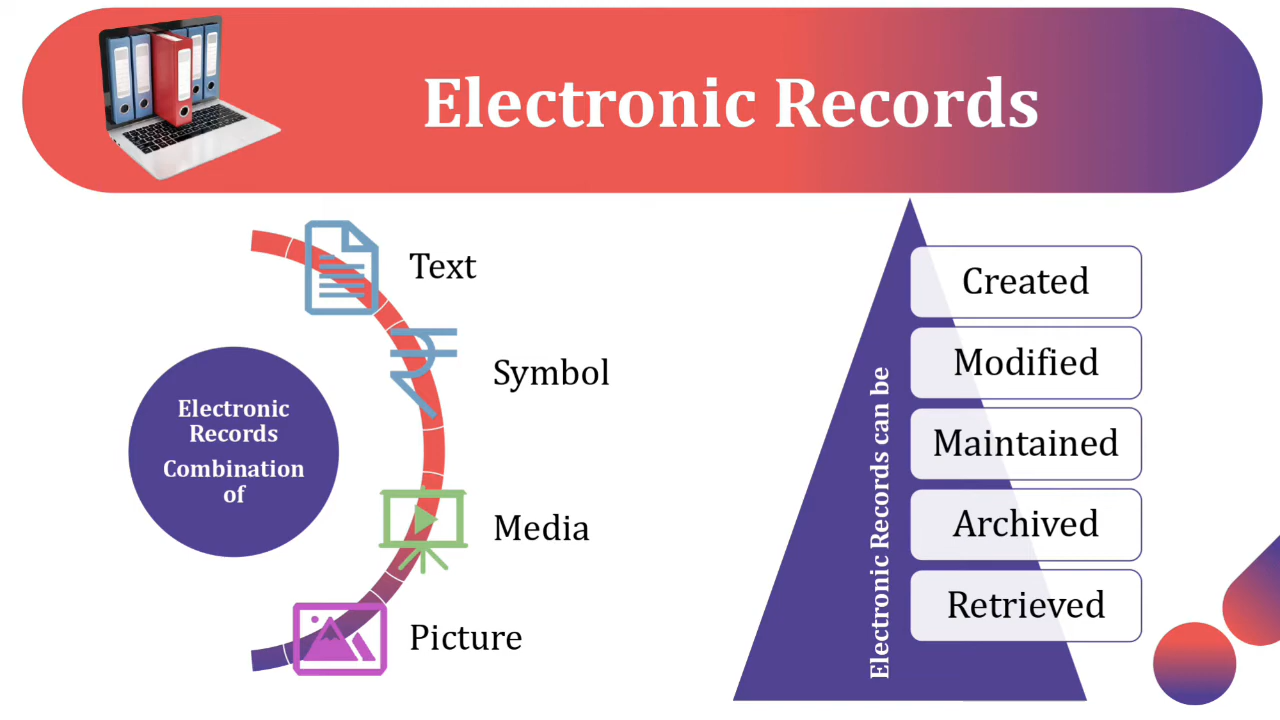 Electronic Records
Text
Symbol
Electronic
Records
Combination
of
Media
Picture
Electronic Records can be
Created
Modified
Maintained
Archived
Retrieved